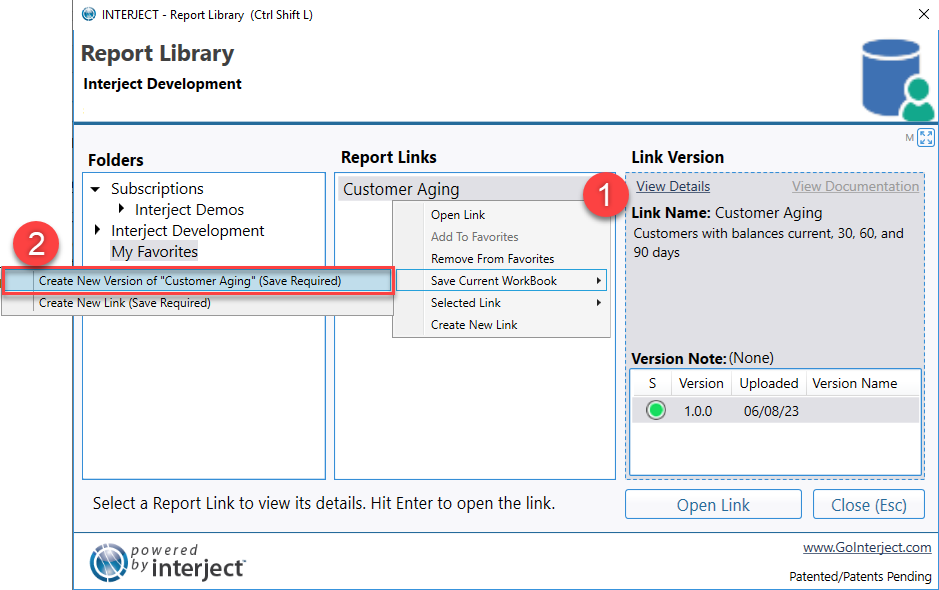 INTERJECT - Report Library (Ctrl Shift L)
Report Library
Interject Development
M
Folders
Report Links
Link Version
Subscriptions
Interject Demos
Interject Development
My Favorites
Customer Aging
1
Open Link
Add To Favorites
Remove From Favorites
Save Current WorkBook
Selected Link
Create New Link
2
Create New Version of "Customer Aging" (Save Required)
Create New Link (Save Required)
View Details View Documentation
Link Name: Customer Aging
Customers with balances current, 30, 60, and
90 days
Version Note: (None)
S Version Uploaded Version Name
1.0.0 06/08/23
Select a Report Link to view its details. Hit Enter to open the link.
Open Link Close (Esc)
powered
by interject™
www.GoInterject.com
Patented/Patents Pending